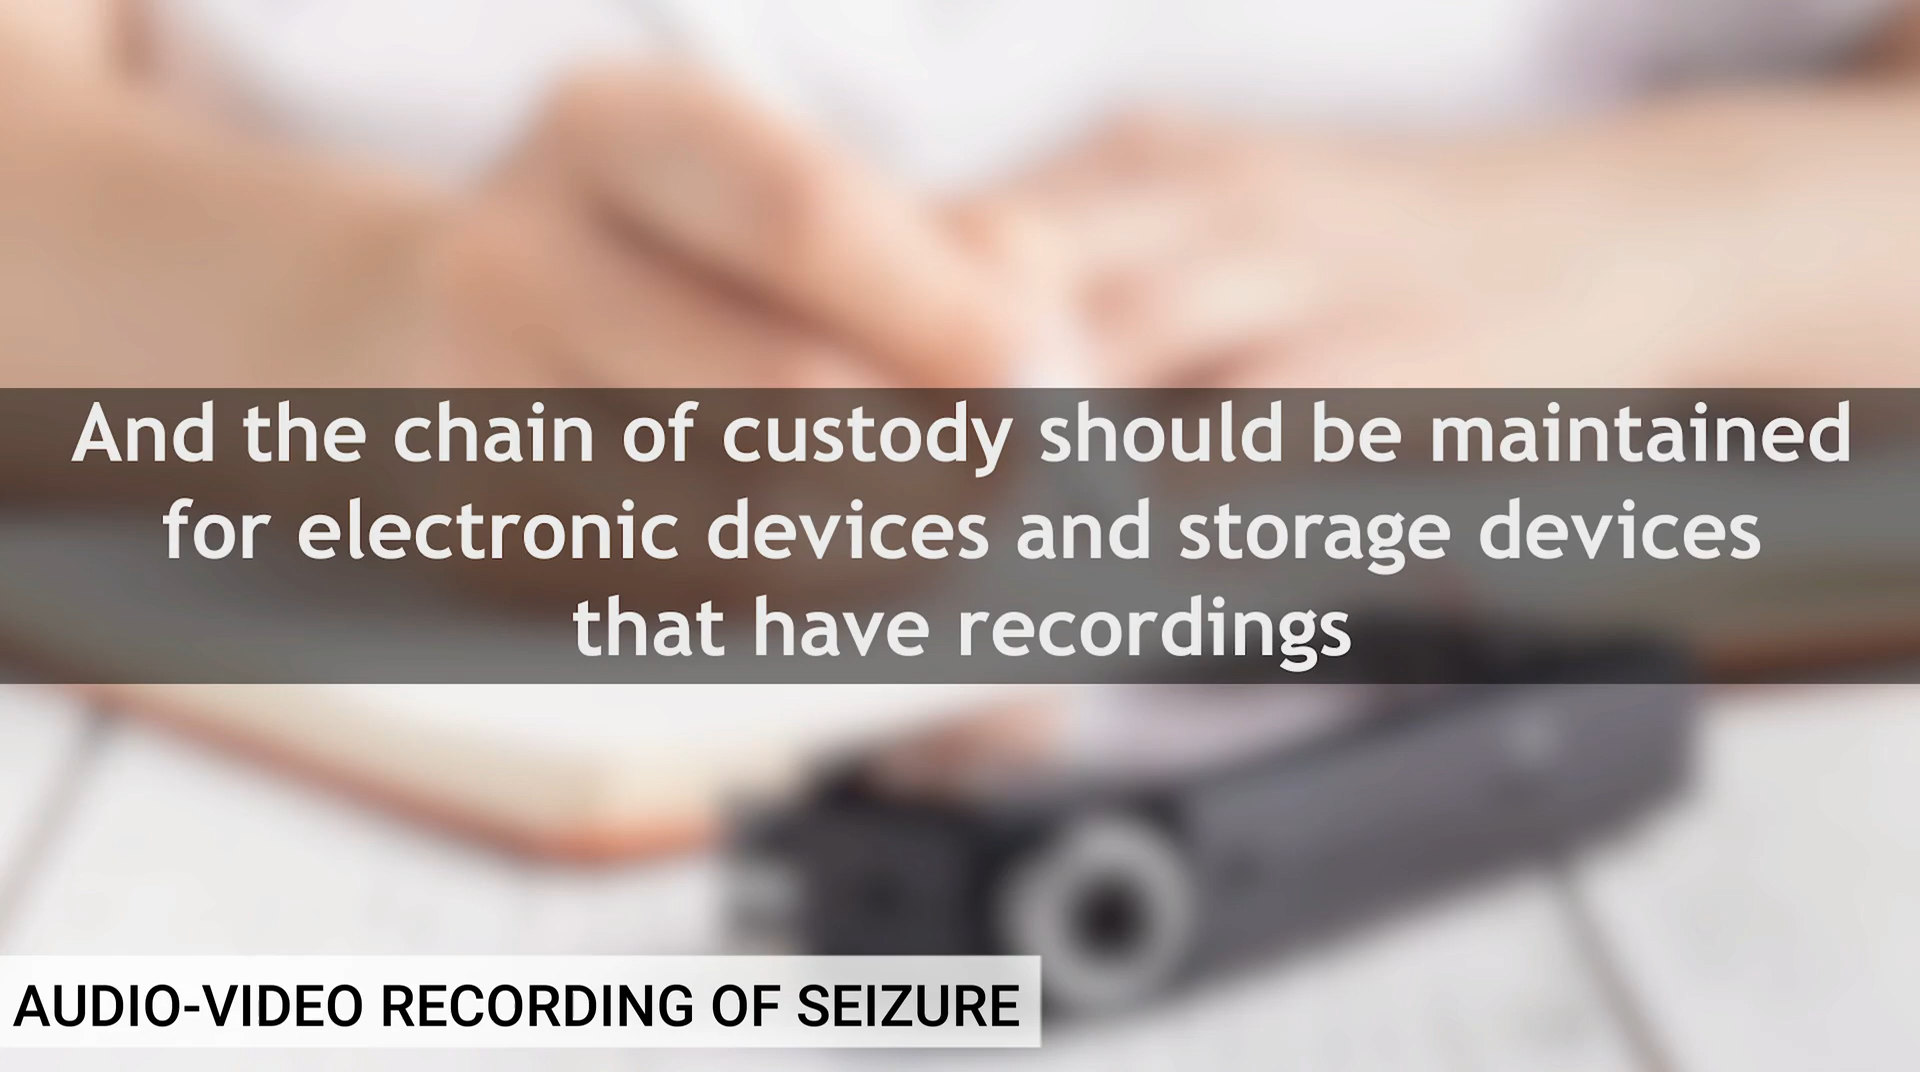 And the chain of custody should be maintained
for electronic devices and storage devices
that have recordings
AUDIO-VIDEO RECORDING OF SEIZURE